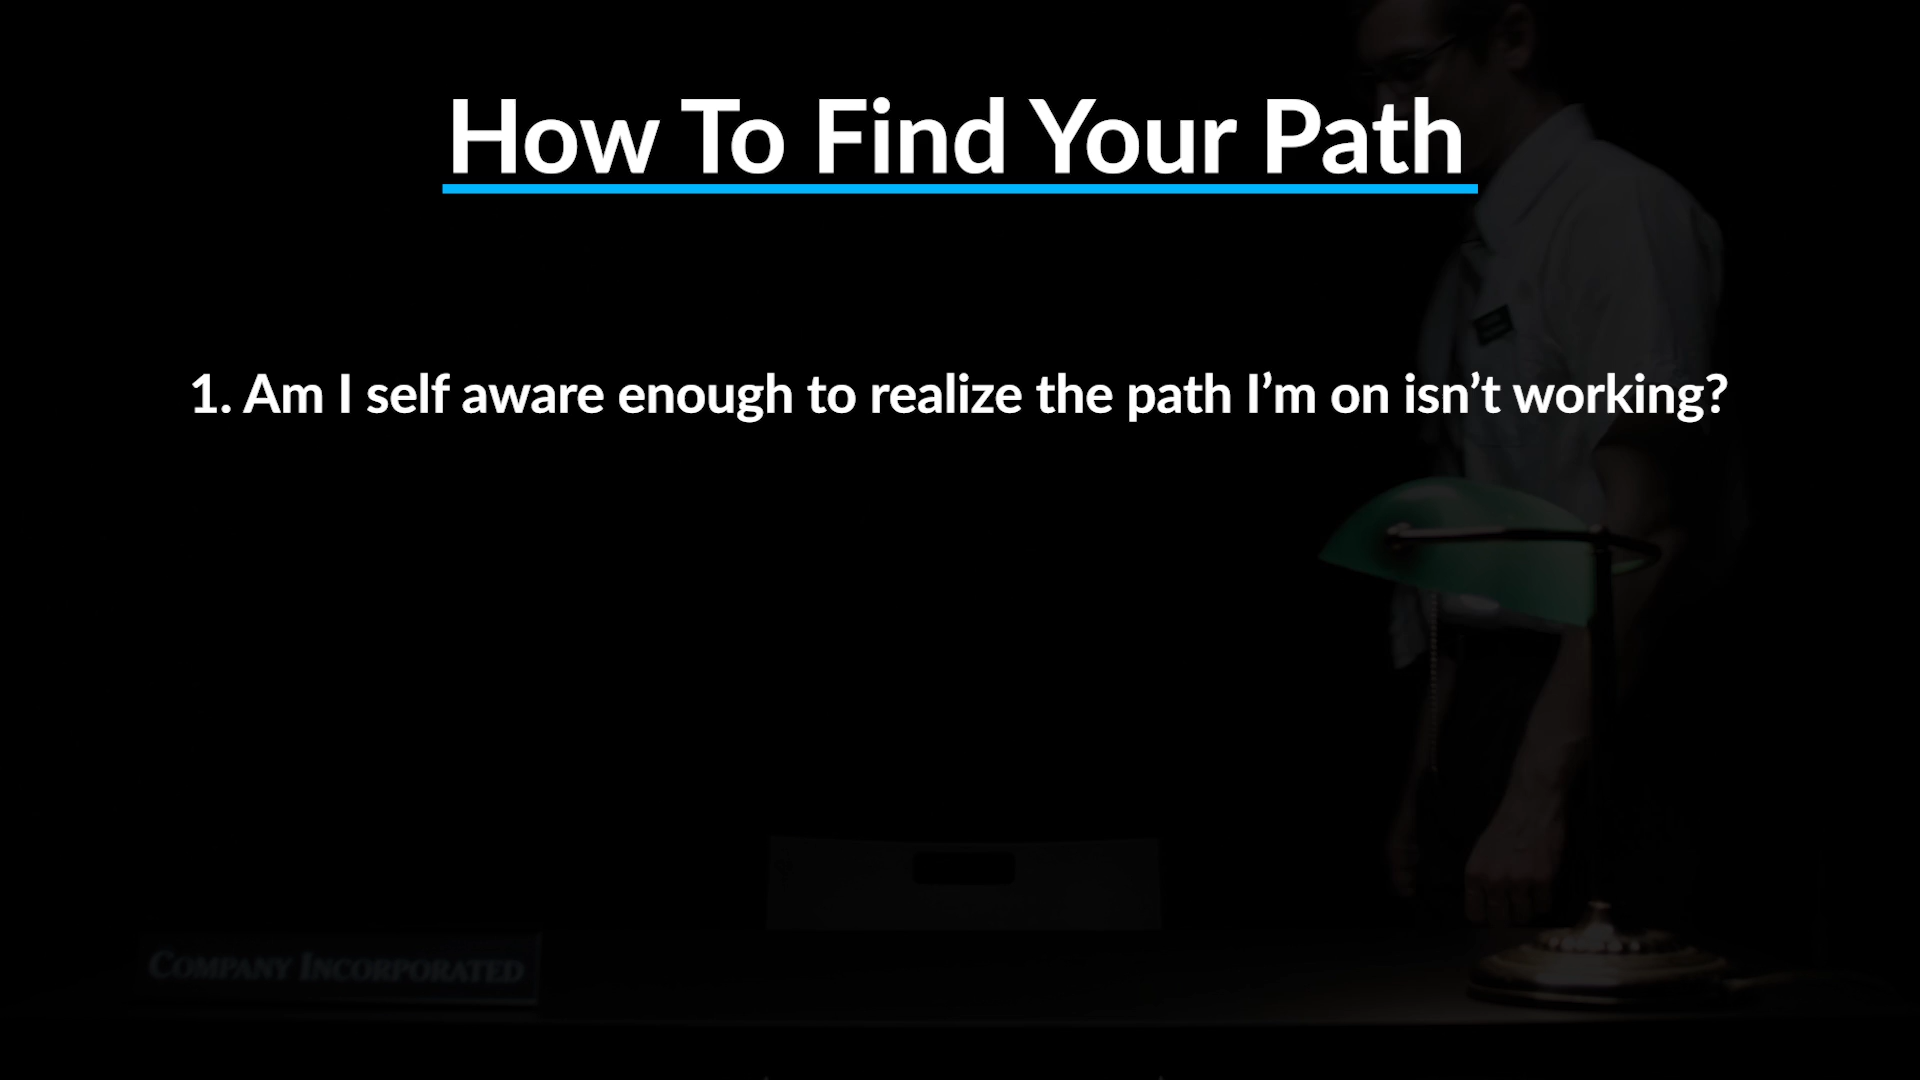 How To Find Your Path
1. Am I self aware enough to realize the path I’m on isn’t working?
COMPANY INCORPORATED